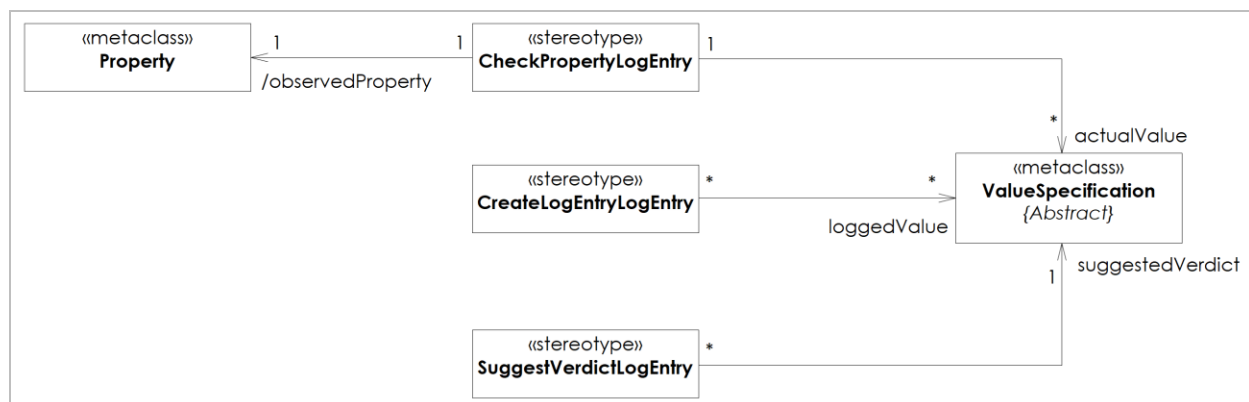 «metaclass»
Property
1
/observedProperty
1
«stereotype»
CheckPropertyLogEntry
1
*
actualValue
«stereotype»
CreateLogEntryLogEntry
*
*
loggedValue
«metaclass»
ValueSpecification
{Abstract}
suggestedVerdict
1
«stereotype»
SuggestVerdictLogEntry
*